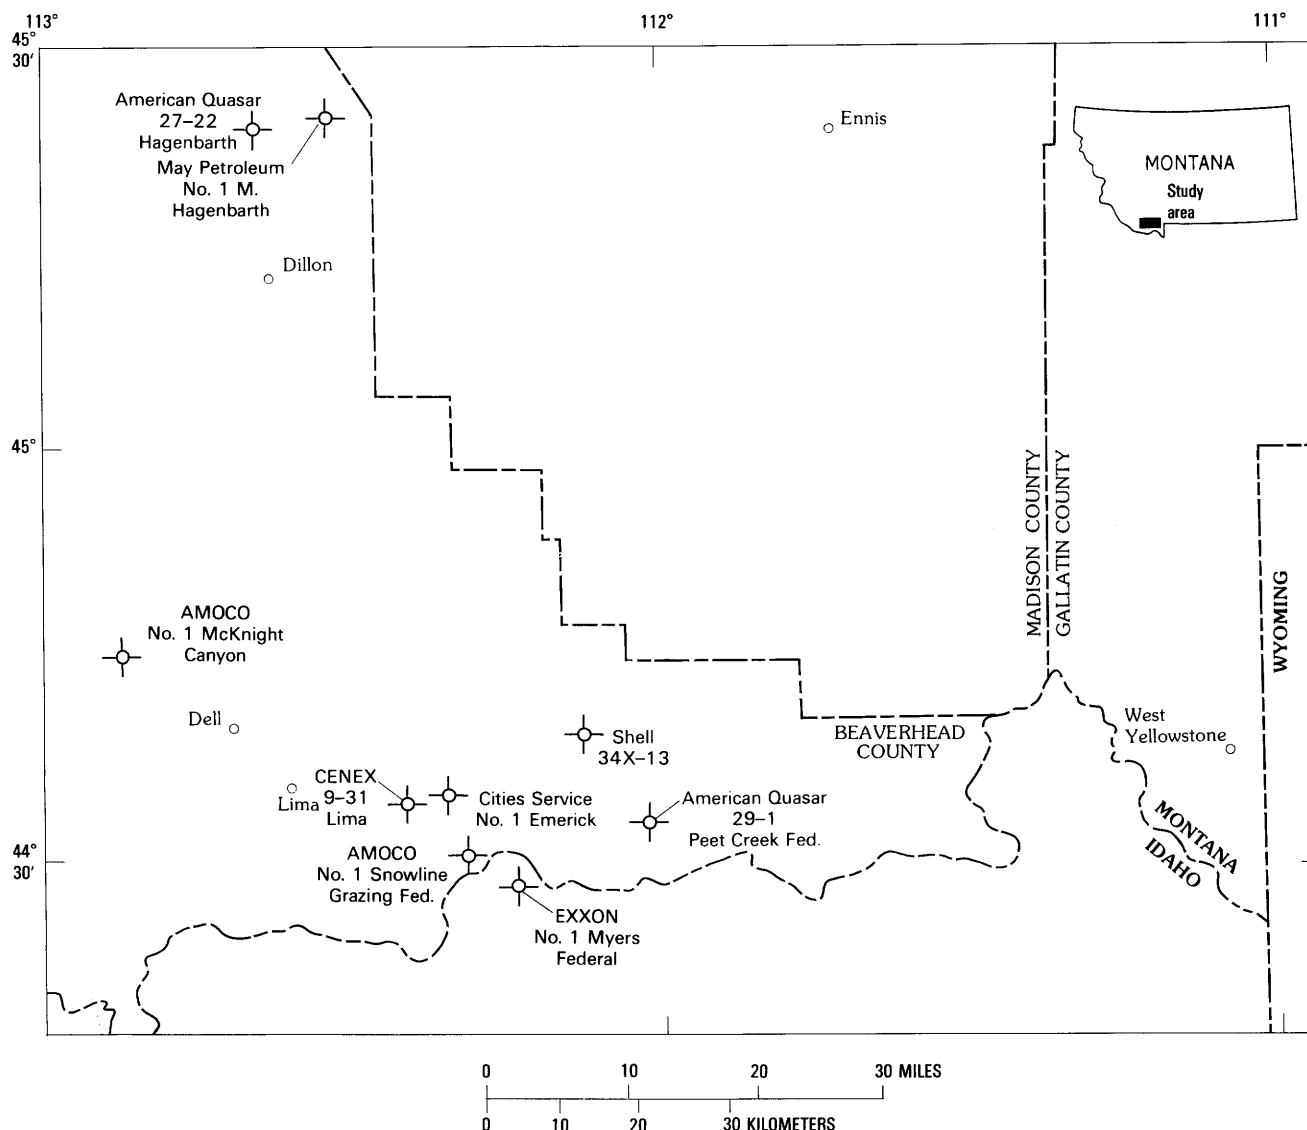 113°
112°
111°
45°
30′
American Quasar
27–22
Hagenbarth
May Petroleum
No. 1 M.
Hagenbarth
Ennis
MONTANA
Study
area
Dillon
45°
MADISON COUNTY
GALLATIN COUNTY
WYOMING
AMOCO
No. 1 McKnight
Canyon
Dell
Shell
34X–13
BEAVERHEAD
COUNTY
West
Yellowstone
Lima
CENEX
9–31
Lima
Cities Service
No. 1 Emerick
American Quasar
29–1
Peet Creek Fed.
MONTANA
IDAHO
44°
30′
AMOCO
No. 1 Snowline
Grazing Fed.
EXXON
No. 1 Myers
Federal
0 10 20 30 MILES
0 10 20 30 KILOMETERS